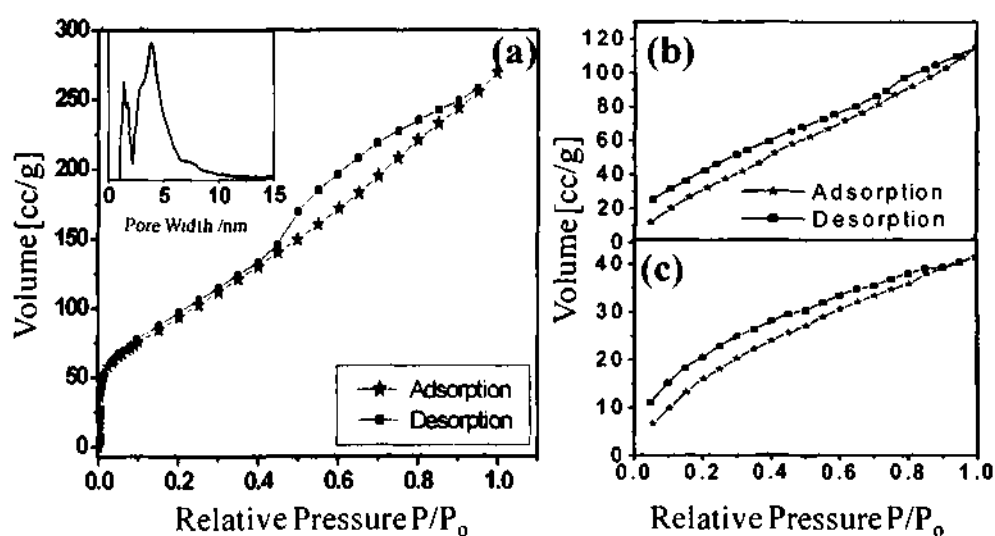 (a)
300
250
200
150
100
50
0
Volume [cc/g]
0 1 5 10 15
Pore Width /nm
Adsorption
Desorption
0.0 0.2 0.4 0.6 0.8 1.0
Relative Pressure P/Po
(b)
120
100
80
60
40
20
0
Adsorption
Desorption
Volume [cc/g]
(c)
40
30
20
10
0
0.0 0.2 0.4 0.6 0.8 1.0
Relative Pressure P/Po